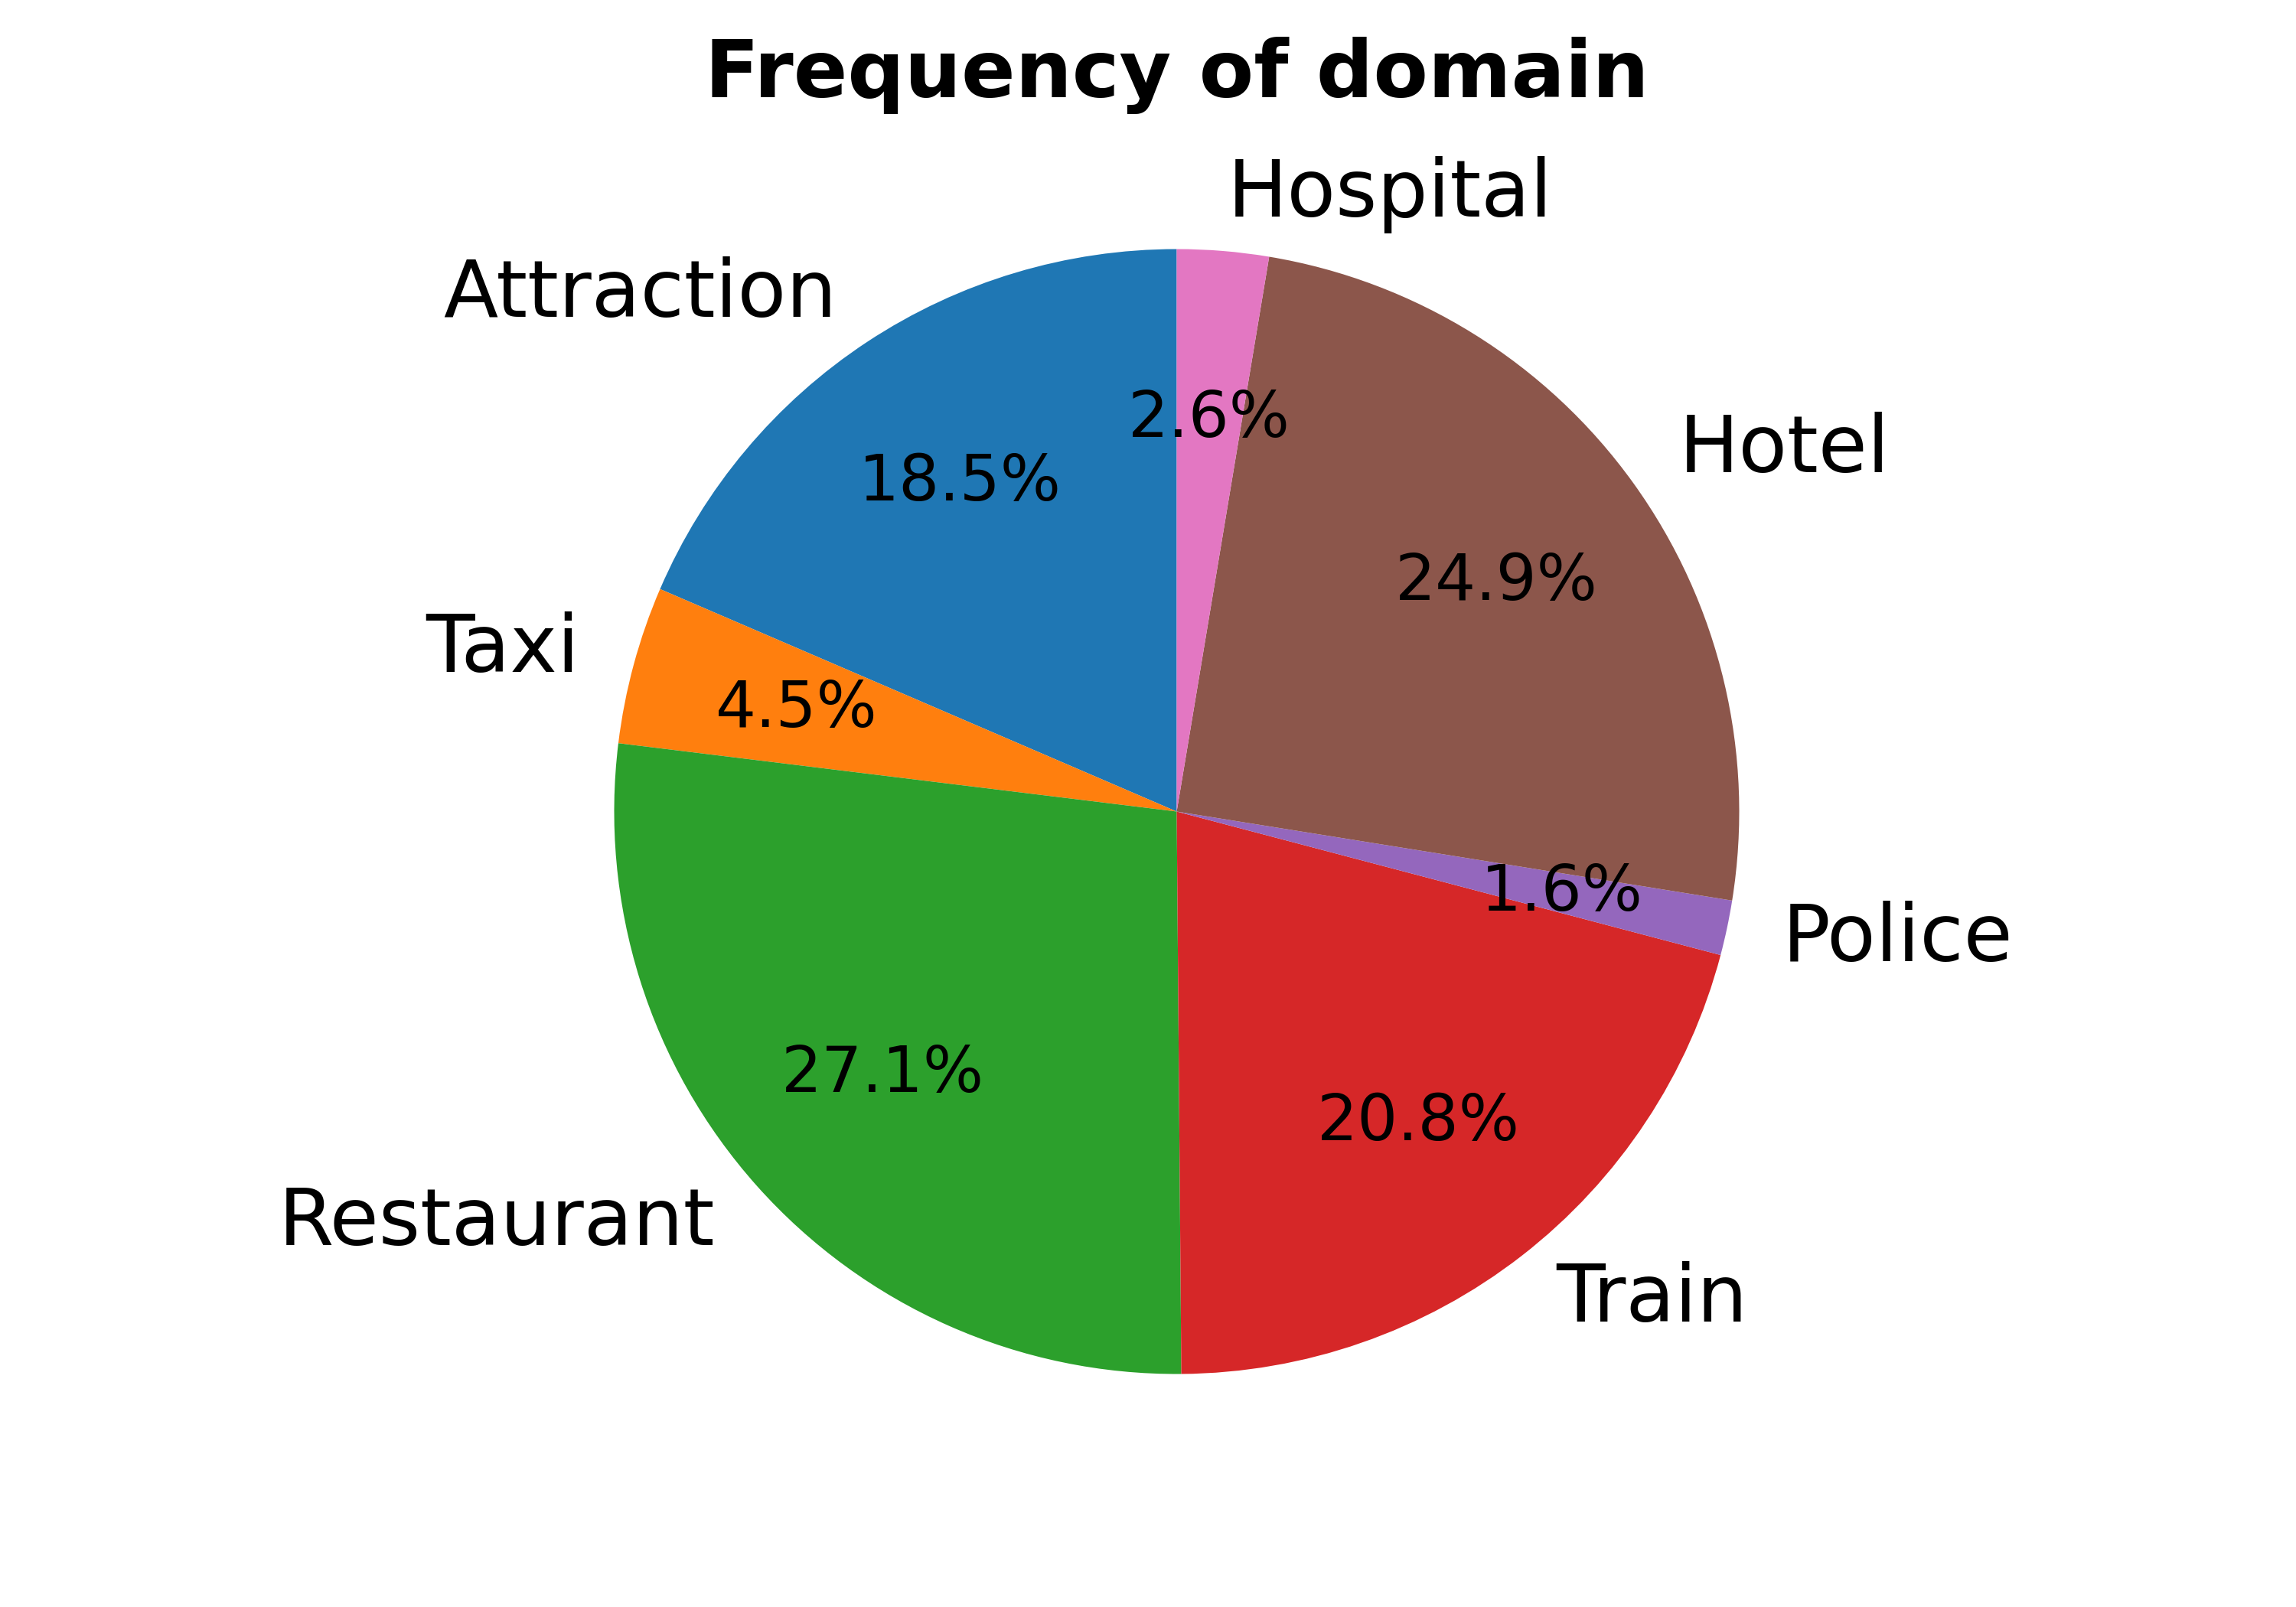 Frequency of domain
Hospital
Attraction
2.6%
Hotel
18.5%
24.9%
Taxi
4.5%
1.6%
Police
27.1%
20.8%
Restaurant
Train